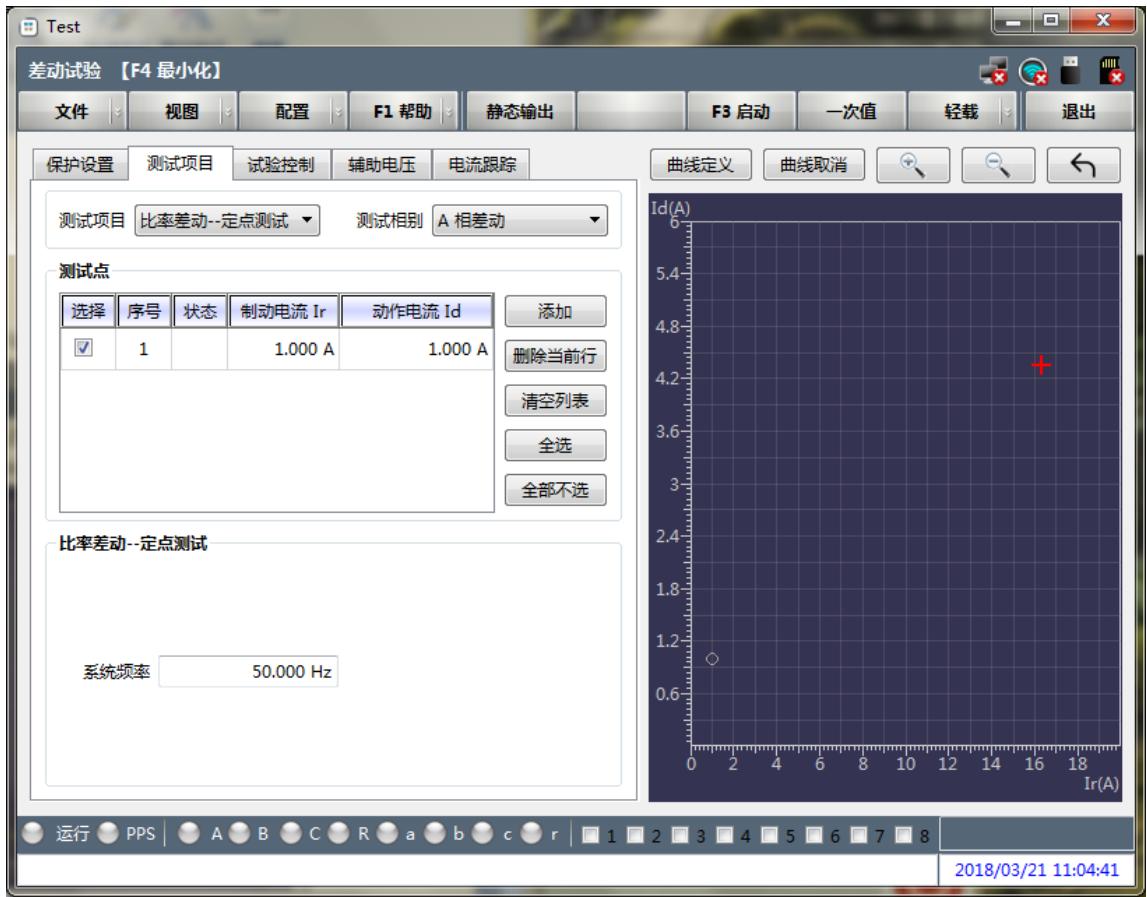 Test
差动试验 【F4 最小化】
文件 视图 配置 F1 帮助 静态输出 F3 启动 一次值 轻载 退出
保护设置 测试项目 试验控制 辅助电压 电流跟踪 曲线定义 曲线取消
测试项目 比率差动--定点测试 测试相别 A 相差动
测试点
选择 序号 状态 制动电流 Ir 动作电流 Id
1 1.000 A 1.000 A
添加
删除当前行
清空列表
全选
全部不选
比率差动--定点测试
系统频率 50.000 Hz
Id(A)
6
5.4
4.8
4.2
3.6
3
2.4
1.8
1.2
0.6
0 2 4 6 8 10 12 14 16 18
Ir(A)
运行 PPS A B C R a b c r 1 2 3 4 5 6 7 8
2018/03/21 11:04:41